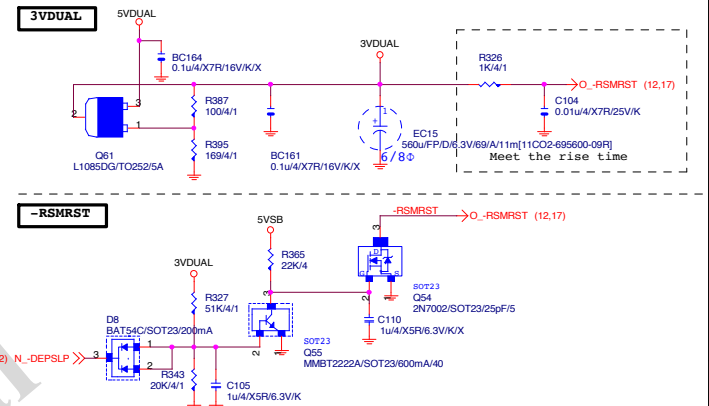 3VDUAL
5VDUAL
BC164
0.1u/4/X7R/16V/K/X
3VDUAL
R326
1K/4/1
O_-RSMRST (12,17)
C104
0.01u/4/X7R/25V/K
Meet the rise time
2
3
1
R387
100/4/1
R395
169/4/1
Q61
L1085DG/TO252/5A
BC161
0.1u/4/X7R/16V/K/X
1
+
EC15
560u/FP/D/6.3V/69/A/11m[11CO2-695600-09R]
6/8Φ
-RSMRST
5VSB
-RSMRST
O_-RSMRST (12,17)
R365
22K/4
3
D
G
S
2
1
SOT23
Q54
2N7002/SOT23/25pF/5
3VDUAL
R327
51K/4/1
D8
BAT54C/SOT23/200mA
2) N_-DEPSLP
3
1
2
3
2
1
SOT23
Q55
MMBT2222A/SOT23/600mA/40
C110
1u/4/X5R/6.3V/K/X
R343
20K/4/1
C105
1u/4/X5R/6.3V/K